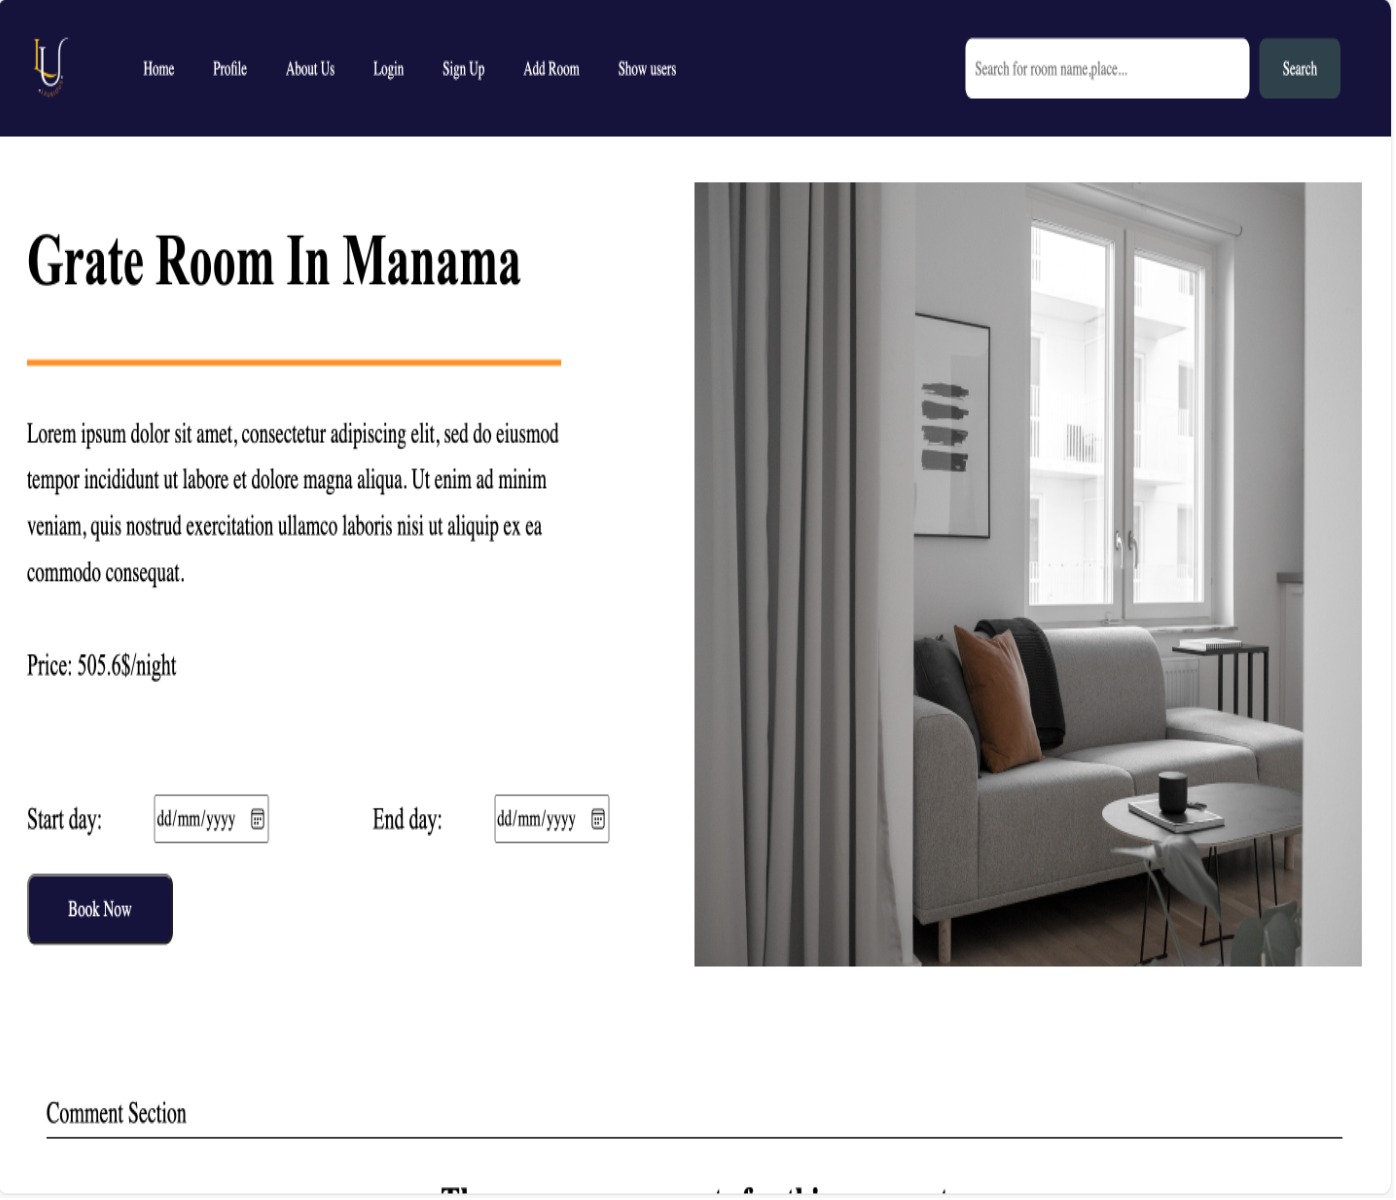 LU
Home Profile About Us Login Sign Up Add Room Show users Search for room name,place... Search
Grate Room In Manama
Lorem ipsum dolor sit amet, consectetur adipiscing elit, sed do eiusmod
tempor incididunt ut labore et dolore magna aliqua. Ut enim ad minim
veniam, quis nostrud exercitation ullamco laboris nisi ut aliquip ex ea
commodo consequat.
Price: 505.6$/night
Start day: dd/mm/yyyy End day: dd/mm/yyyy
Book Now
Comment Section